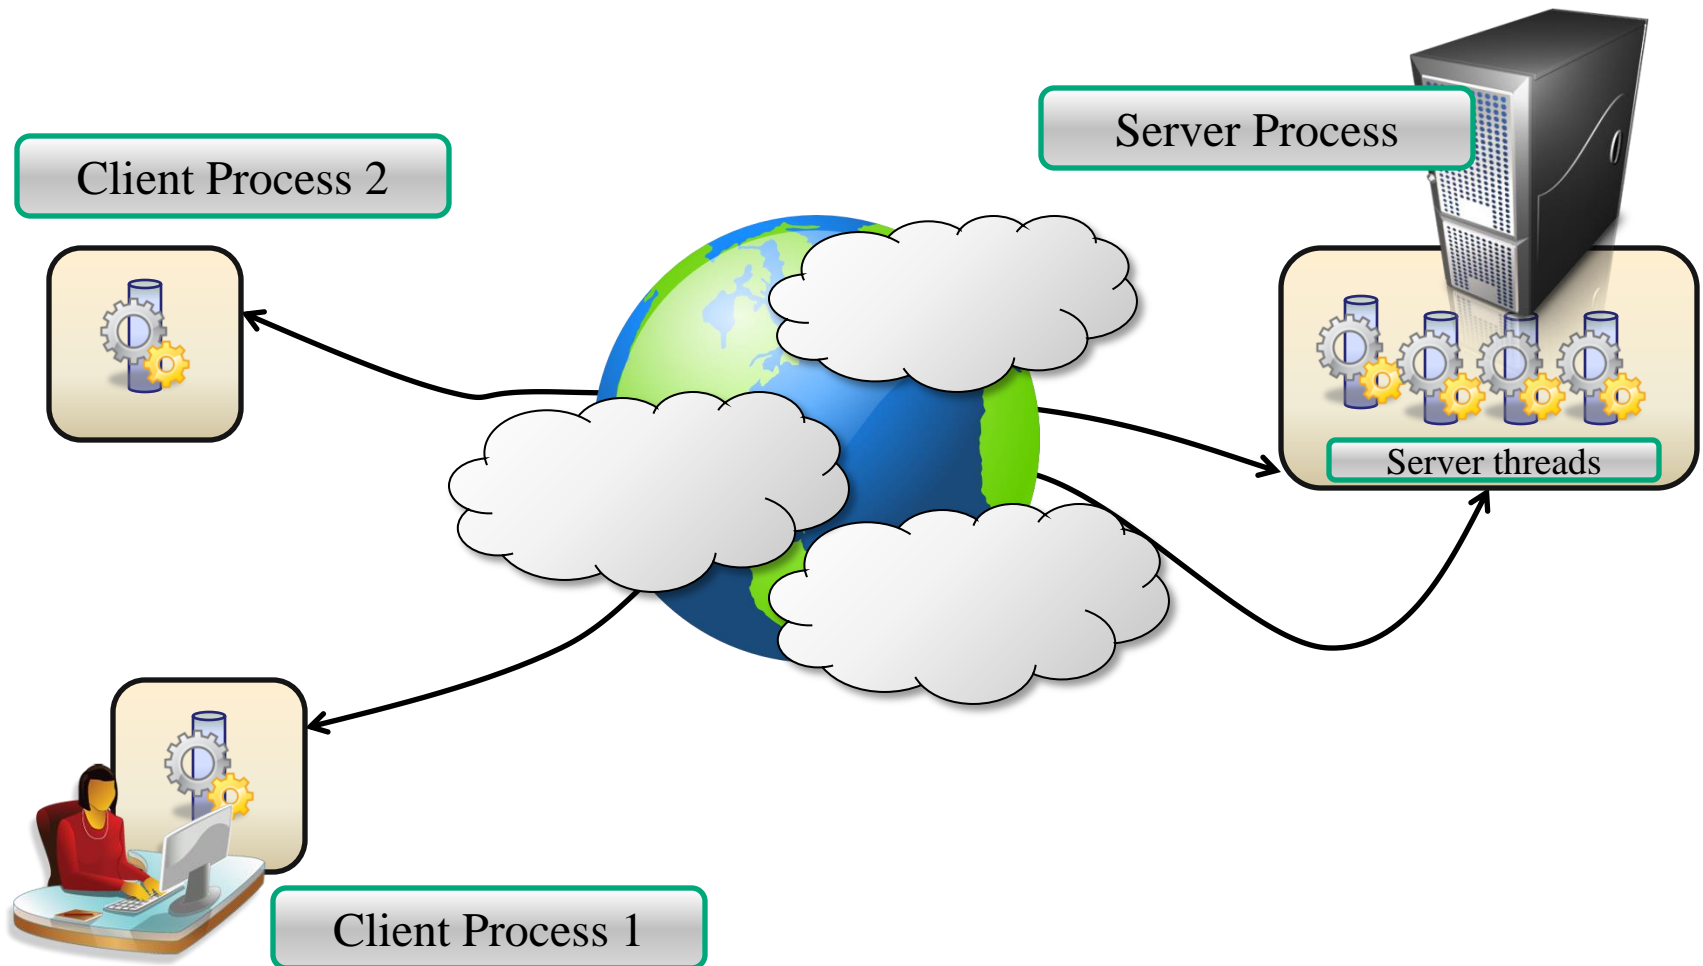 Server Process
Client Process 2
Server threads
Client Process 1